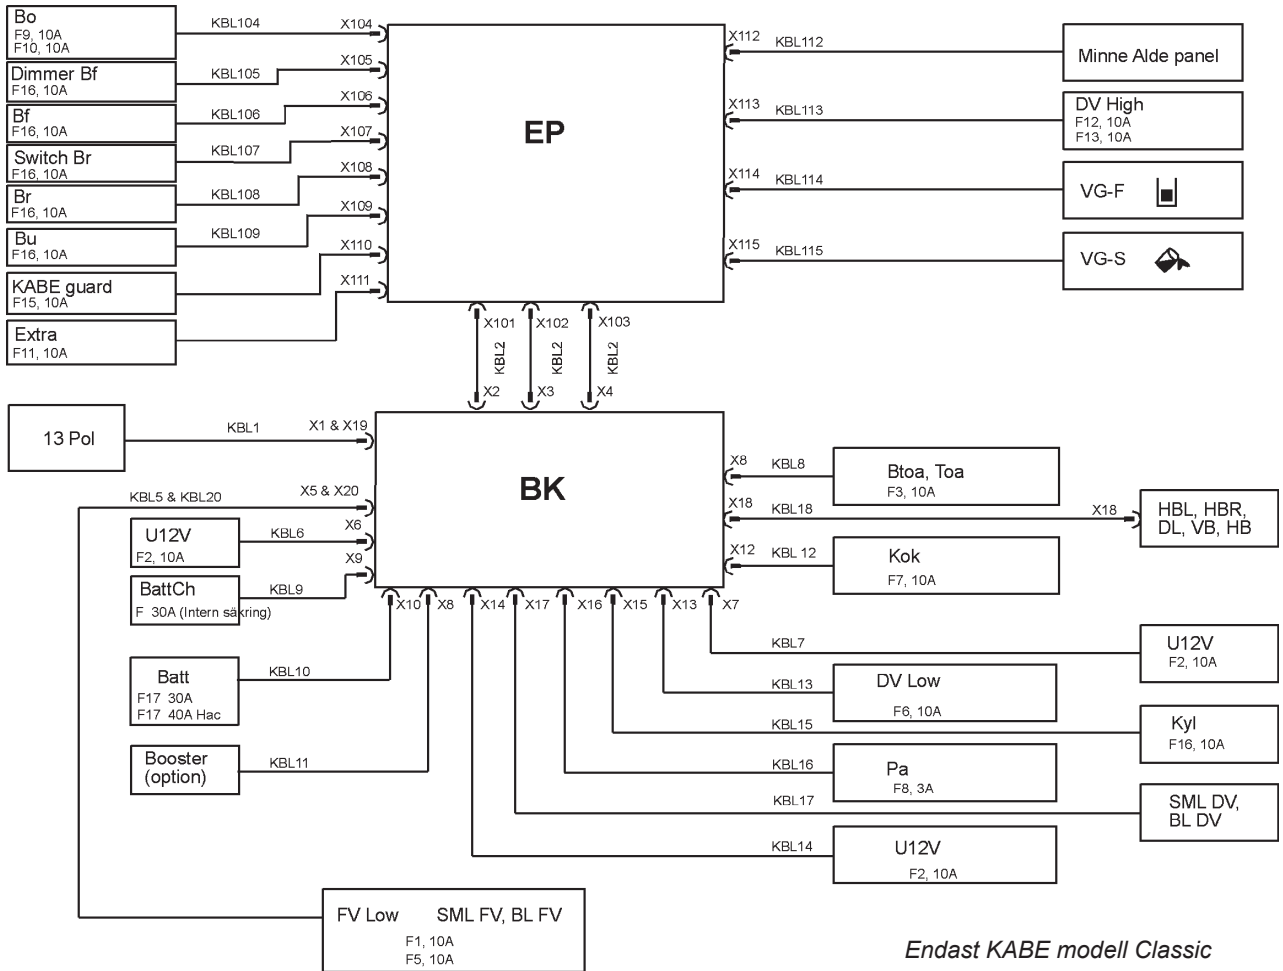 Bo
F9, 10A
F10, 10A
KBL104
X104
Dimmer Bf
F16, 10A
KBL105
X105
Bf
F16, 10A
KBL106
X106
Switch Br
F16, 10A
KBL107
X107
Br
F16, 10A
KBL108
X108
Bu
F16, 10A
KBL109
X109
KABE guard
F15, 10A
X110
Extra
F11, 10A
X111
EP
X112
KBL112
Minne Alde panel
X113
KBL113
DV High
F12, 10A
F13, 10A
X114
KBL114
VG-F
X115
KBL115
VG-S
X101
X102
X103
KBL2
KBL2
KBL2
X2
X3
X4
13 Pol
KBL1
X1 & X19
KBL5 & KBL20
X5 & X20
U12V
F2, 10A
KBL6
X6
BattCh
F 30A (Intern säkring)
KBL9
X9
BK
X8
KBL8
Btoa, Toa
F3, 10A
X18
KBL18
X18
HBL, HBR,
DL, VB, HB
X12
KBL 12
Kok
F7, 10A
X10
X8
X14
X17
X16
X15
X13
X7
Batt
F17 30A
F17 40A Hac
KBL10
Booster
(option)
KBL11
KBL7
U12V
F2, 10A
KBL13
DV Low
F6, 10A
KBL15
Kyl
F16, 10A
KBL16
Pa
F8, 3A
KBL17
SML DV,
BL DV
KBL14
U12V
F2, 10A
FV Low SML FV, BL FV
F1, 10A
F5, 10A
Endast KABE modell Classic